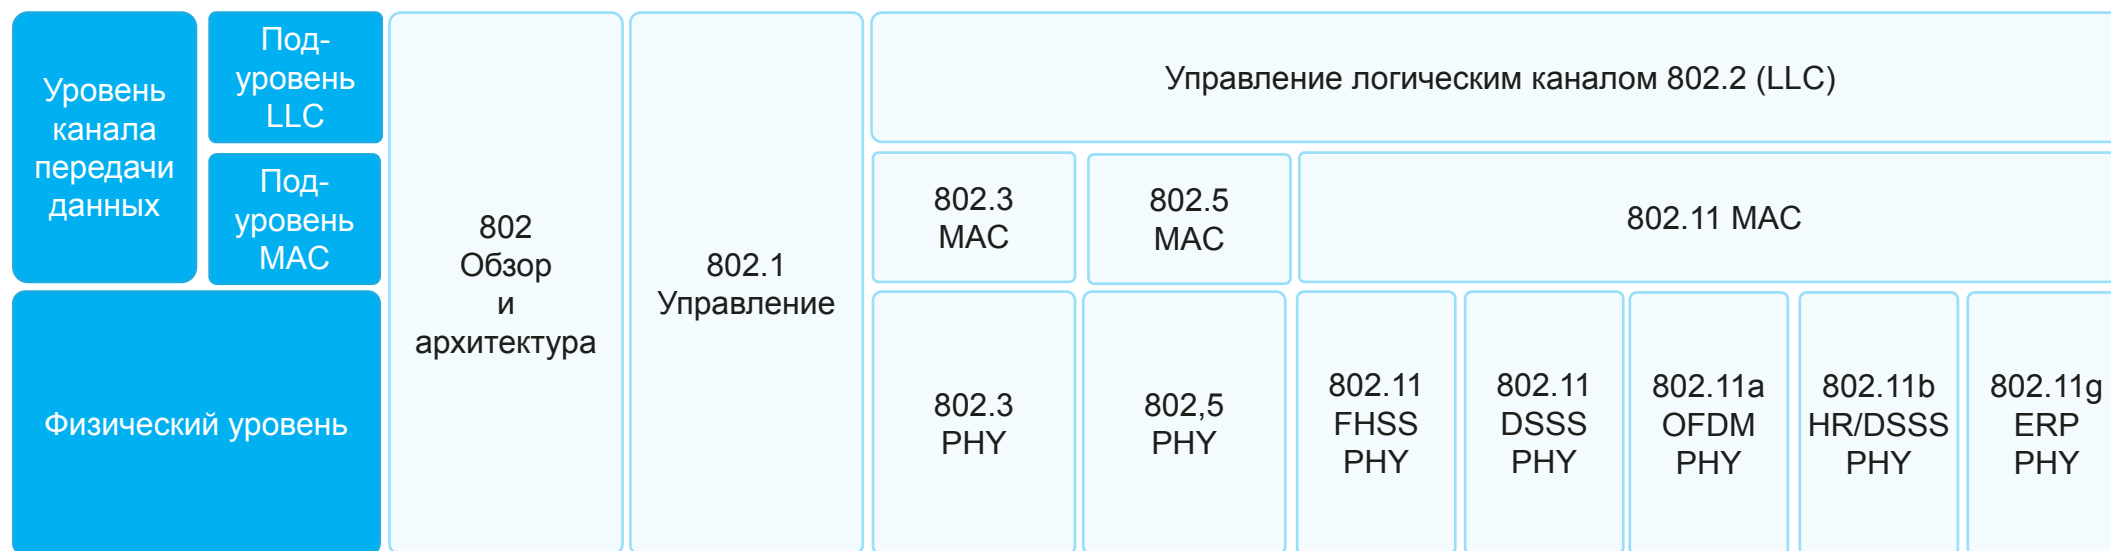 Уровень
канала
передачи
данных
Под-
уровень
LLC
Под-
уровень
MAC
Физический уровень
802
Обзор
и
архитектура
802.1
Управление
Управление логическим каналом 802.2 (LLC)
802.3
MAC
802.5
MAC
802.11 MAC
802.3
PHY
802,5
PHY
802.11
FHSS
PHY
802.11
DSSS
PHY
802.11a
OFDM
PHY
802.11b
HR/DSSS
PHY
802.11g
ERP
PHY